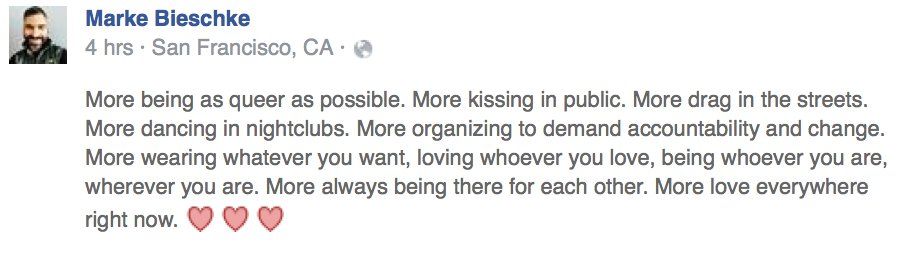 Marke Bieschke
4 hrs · San Francisco, CA ·
More being as queer as possible. More kissing in public. More drag in the streets.
More dancing in nightclubs. More organizing to demand accountability and change.
More wearing whatever you want, loving whoever you love, being whoever you are,
wherever you are. More always being there for each other. More love everywhere
right now.